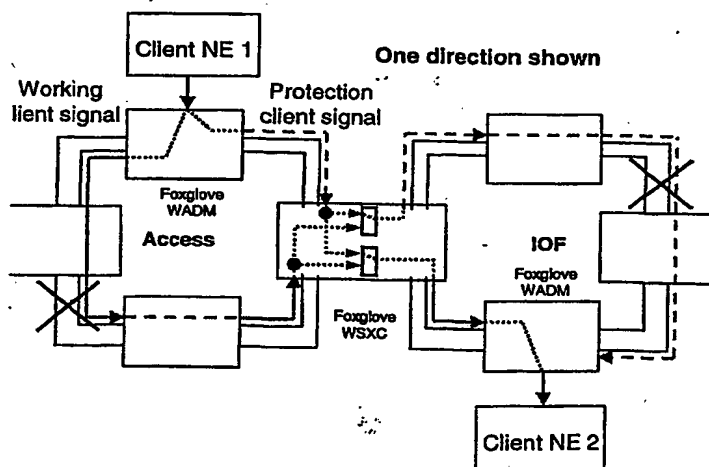 Client NE 1
One direction shown
Working
lient signal
Protection
client signal
Foxglove
WADM
Access
IOF
Foxglove
WADM
Foxglove
WSXC
Client NE 2